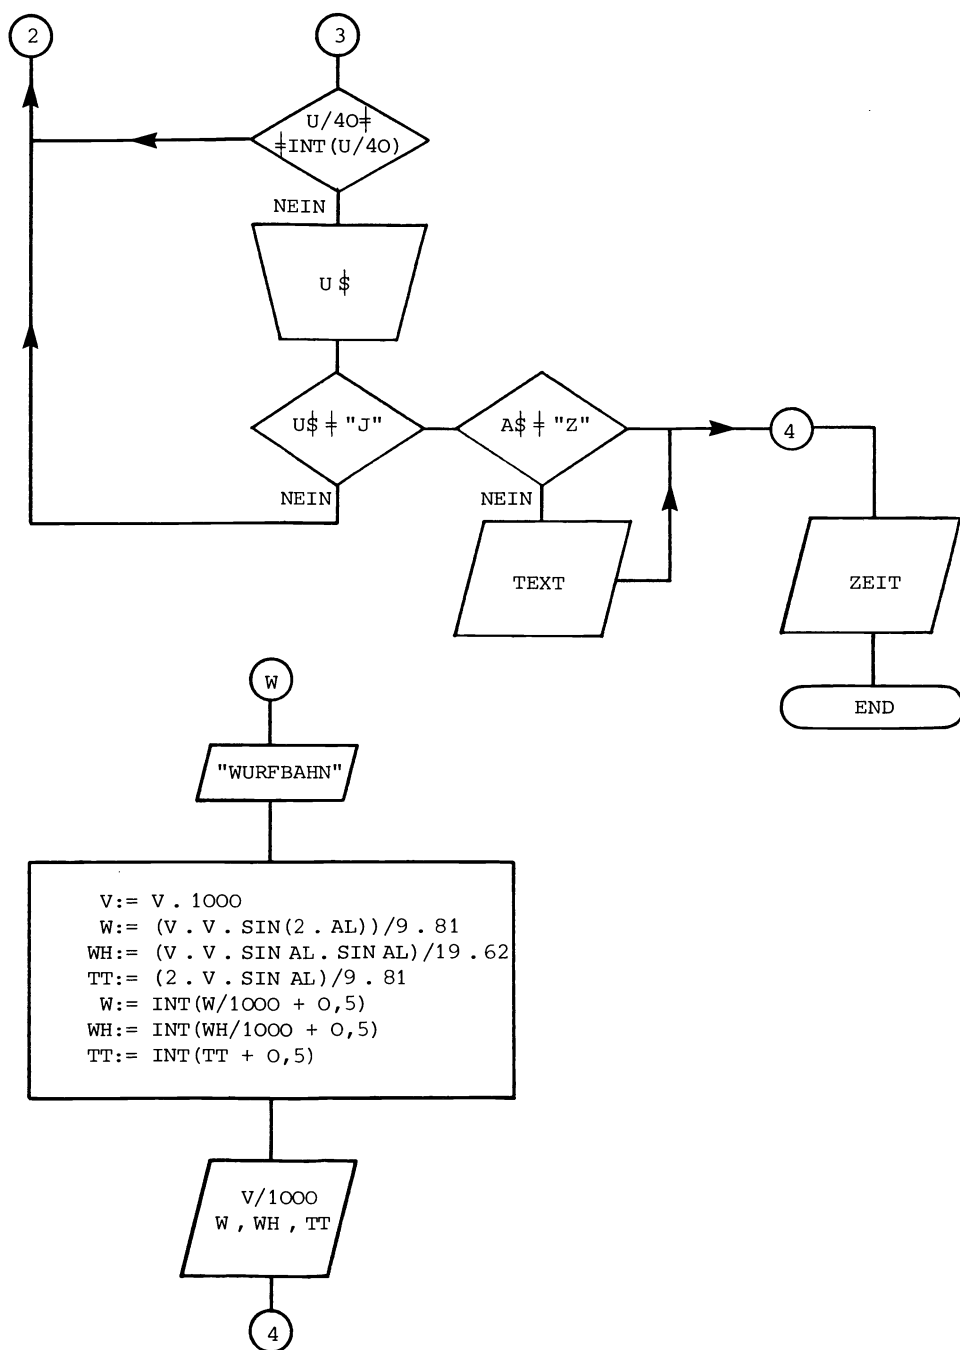 2
3
U/40≠
≠INT(U/40)
NEIN
U$
U$ ≠ "J"
A$ ≠ "Z"
4
NEIN
NEIN
TEXT
ZEIT
END
W
"WURFBAHN"
V:= V . 1000
W:= (V . V . SIN(2 . AL))/9 . 81
WH:= (V . V . SIN AL . SIN AL)/19 . 62
TT:= (2 . V . SIN AL)/9 . 81
W:= INT(W/1000 + 0,5)
WH:= INT(WH/1000 + 0,5)
TT:= INT(TT + 0,5)
V/1000
W , WH , TT
4